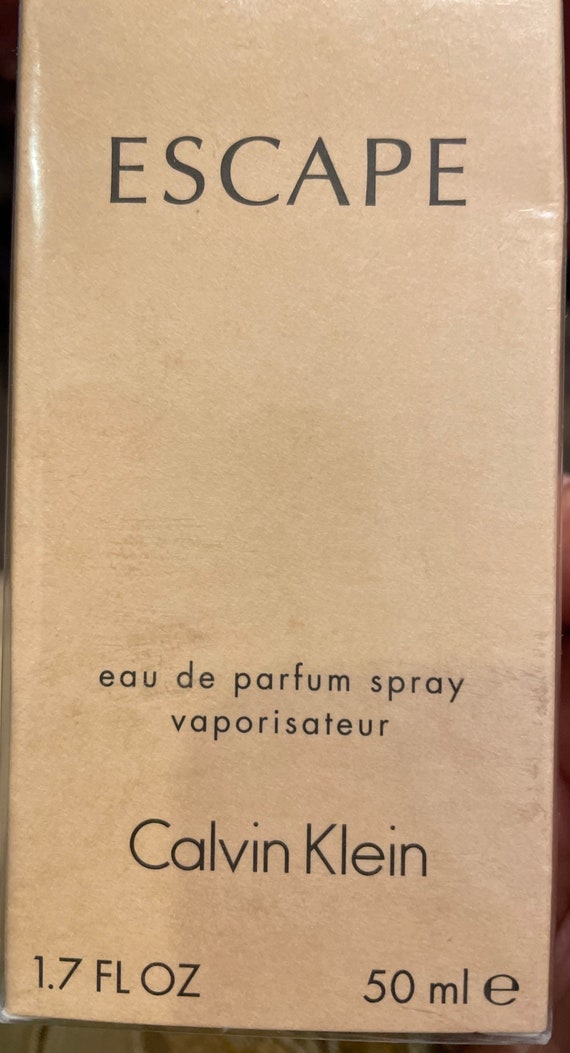 ESCAPE
eau de parfum spray
vaporisateur
Calvin Klein
1.7 FL OZ 50 ml ℮